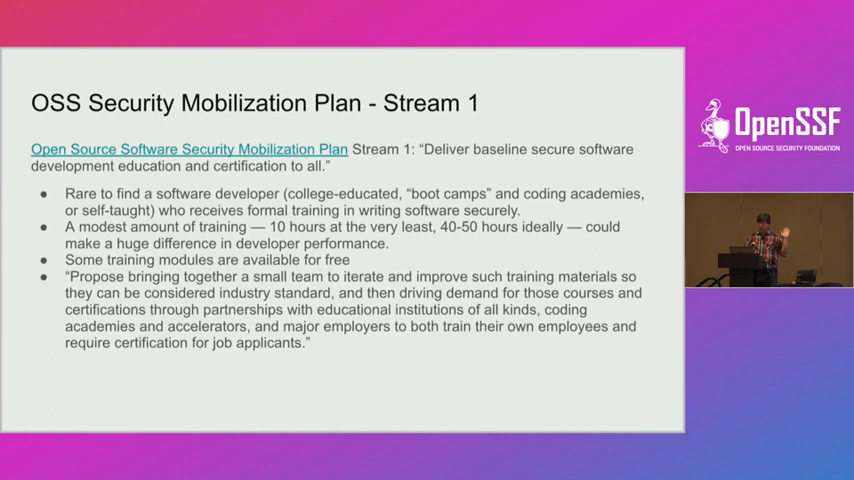 OSS Security Mobilization Plan - Stream 1
Open Source Software Security Mobilization Plan Stream 1: “Deliver baseline secure software
development education and certification to all.”
● Rare to find a software developer (college-educated, “boot camps” and coding academies,
or self-taught) who receives formal training in writing software securely.
● A modest amount of training — 10 hours at the very least, 40-50 hours ideally — could
make a huge difference in developer performance.
● Some training modules are available for free
● “Propose bringing together a small team to iterate and improve such training materials so
they can be considered industry standard, and then driving demand for those courses and
certifications through partnerships with educational institutions of all kinds, coding
academies and accelerators, and major employers to both train their own employees and
require certification for job applicants.”
OpenSSF
OPEN SOURCE SECURITY FOUNDATION